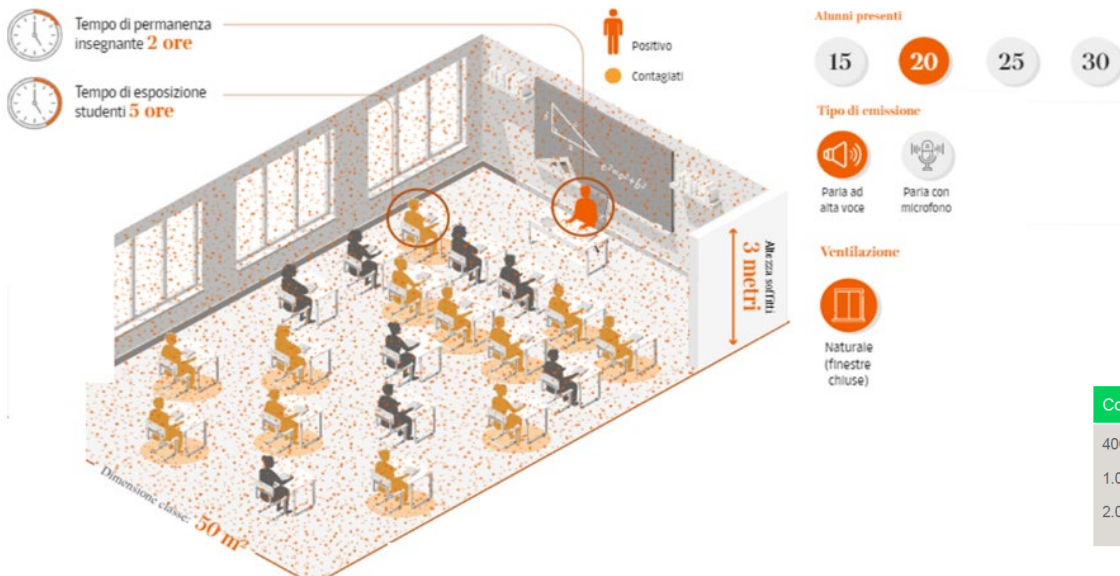 Tempo di permanenza
insegnante 2 ore
Tempo di esposizione
studenti 5 ore
Positivo
Contagiati
Altezza soffitti
3 metri
Dimensione classe:
50 m²
Alunni presenti
15 20 25 30
Tipo di emissione
Parla ad
alta voce
Parla con
microfono
Ventilazione
Naturale
(finestre
chiuse)